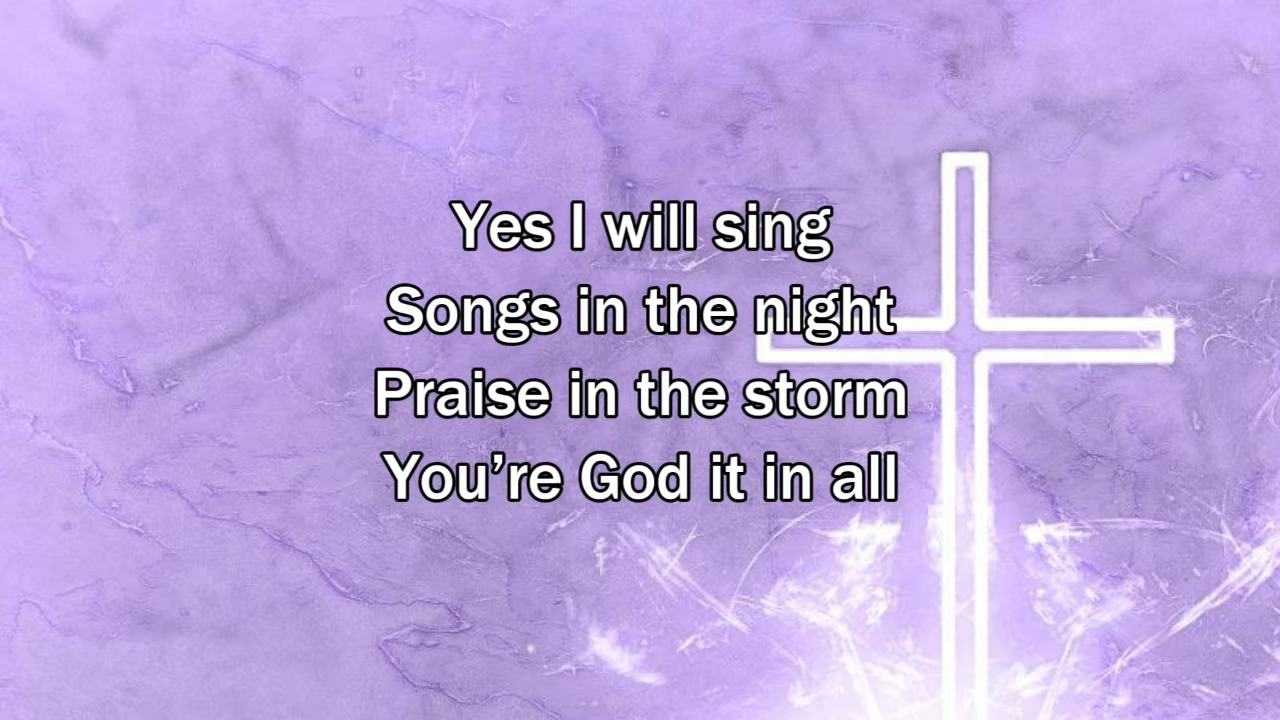 Yes I will sing
Songs in the night
Praise in the storm
You’re God it in all